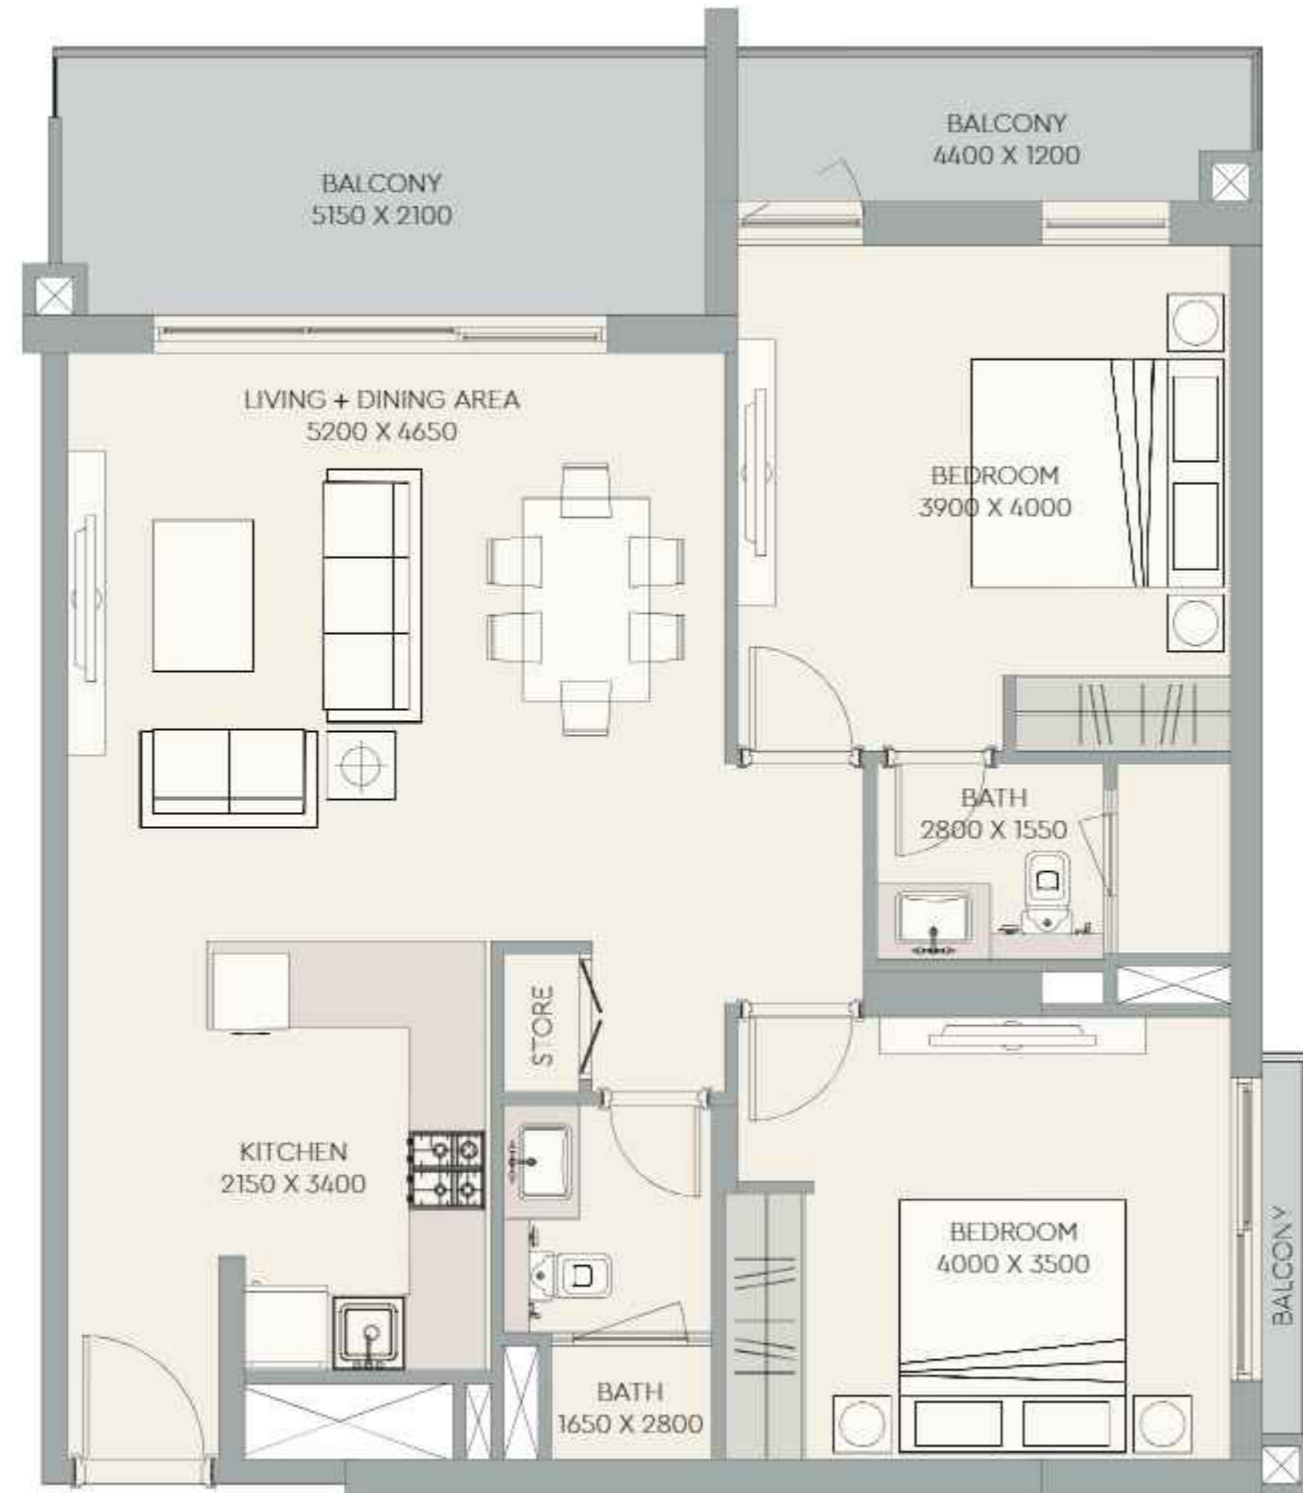 BALCONY
4400 X 1200
BALCONY
5150 X 2100
LIVING + DINING AREA
5200 X 4650
BEDROOM
3900 X 4000
BATH
2800 X 1550
STORE
KITCHEN
2150 X 3400
BEDROOM
4000 X 3500
BALCONY
BATH
1650 X 2800